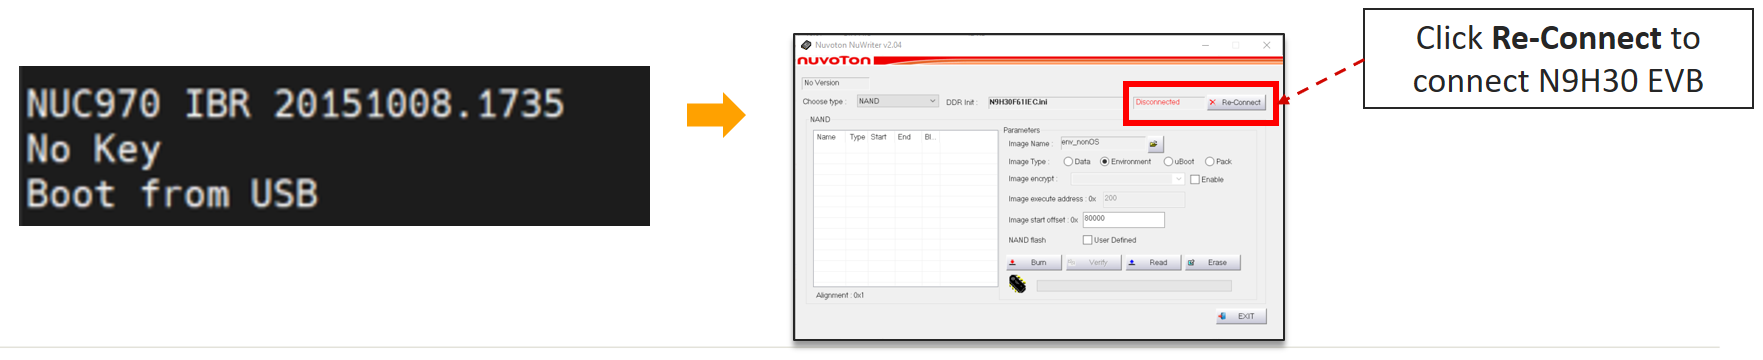 NUC970 IBR 20151008.1735
No Key
Boot from USB
Nuvoton NuWriter v2.04
nuvoTon
No Version
Choose type :
NAND
DDR Init :
N9H30F61IEC.ini
Disconnected
Re-Connect
NAND
Name Type Start End Bl...
Alignment : 0x1
Parameters
Image Name :
env_nonOS
Image Type :
Data Environment uBoot Pack
Image encrypt :
Enable
Image execute address : 0x
200
Image start offset : 0x
80000
NAND flash
User Defined
Burn Verify Read Erase
EXIT
Click Re-Connect to
connect N9H30 EVB